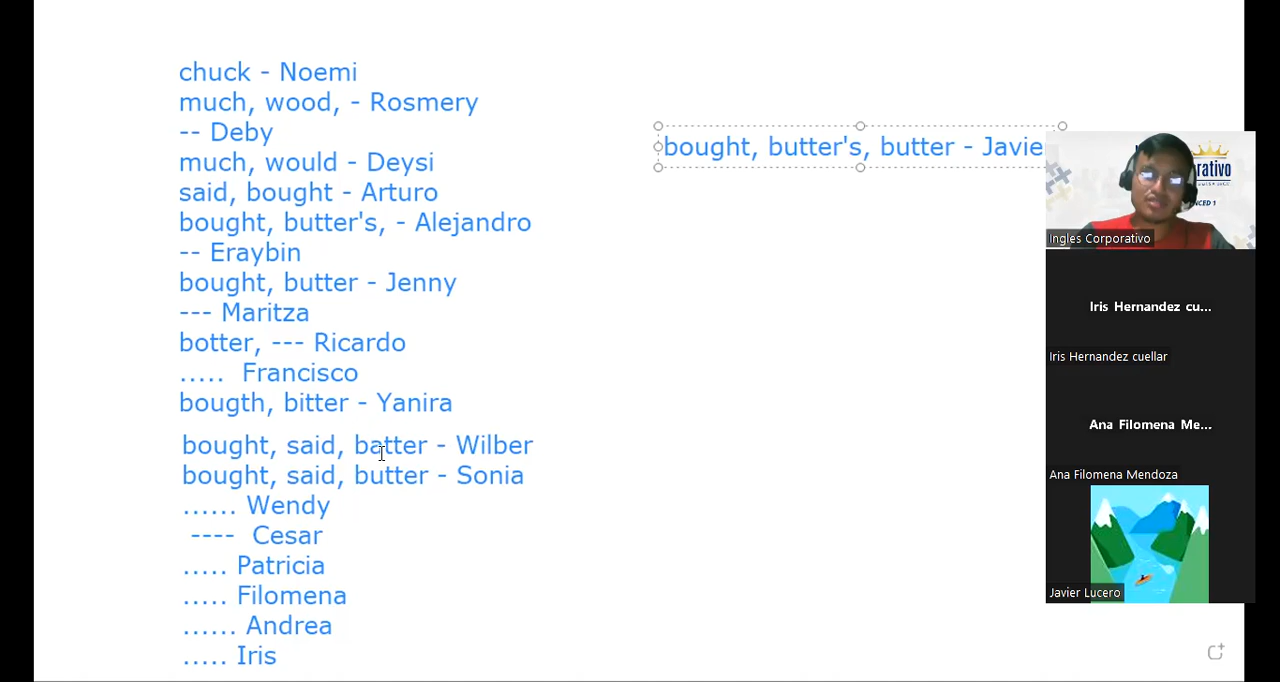 chuck - Noemi
much, wood, - Rosmery
-- Deby
much, would - Deysi
said, bought - Arturo
bought, butter's, - Alejandro
-- Eraybin
bought, butter - Jenny
--- Maritza
botter, --- Ricardo
.....  Francisco
bougth, bitter - Yanira
bought, said, batter - Wilber
bought, said, butter - Sonia
...... Wendy
----  Cesar
..... Patricia
..... Filomena
...... Andrea
..... Iris
bought, butter's, butter - Javie
rativo
NCED 1
Ingles Corporativo
Iris Hernandez cu...
Iris Hernandez cuellar
Ana Filomena Me...
Ana Filomena Mendoza
Javier Lucero